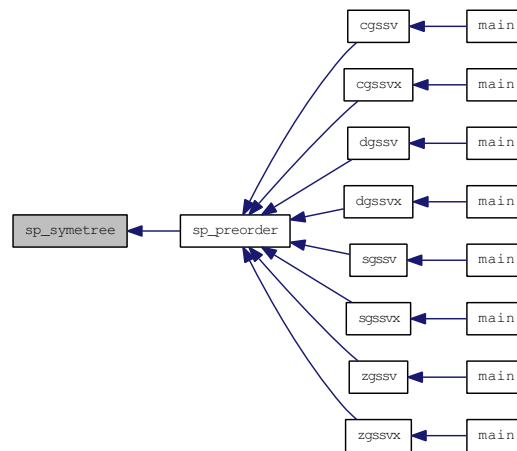 cgssv main
cgssvx main
dgssv main
dgssvx main
sp_symetree sp_preorder
sgssv main
sgssvx main
zgssv main
zgssvx main